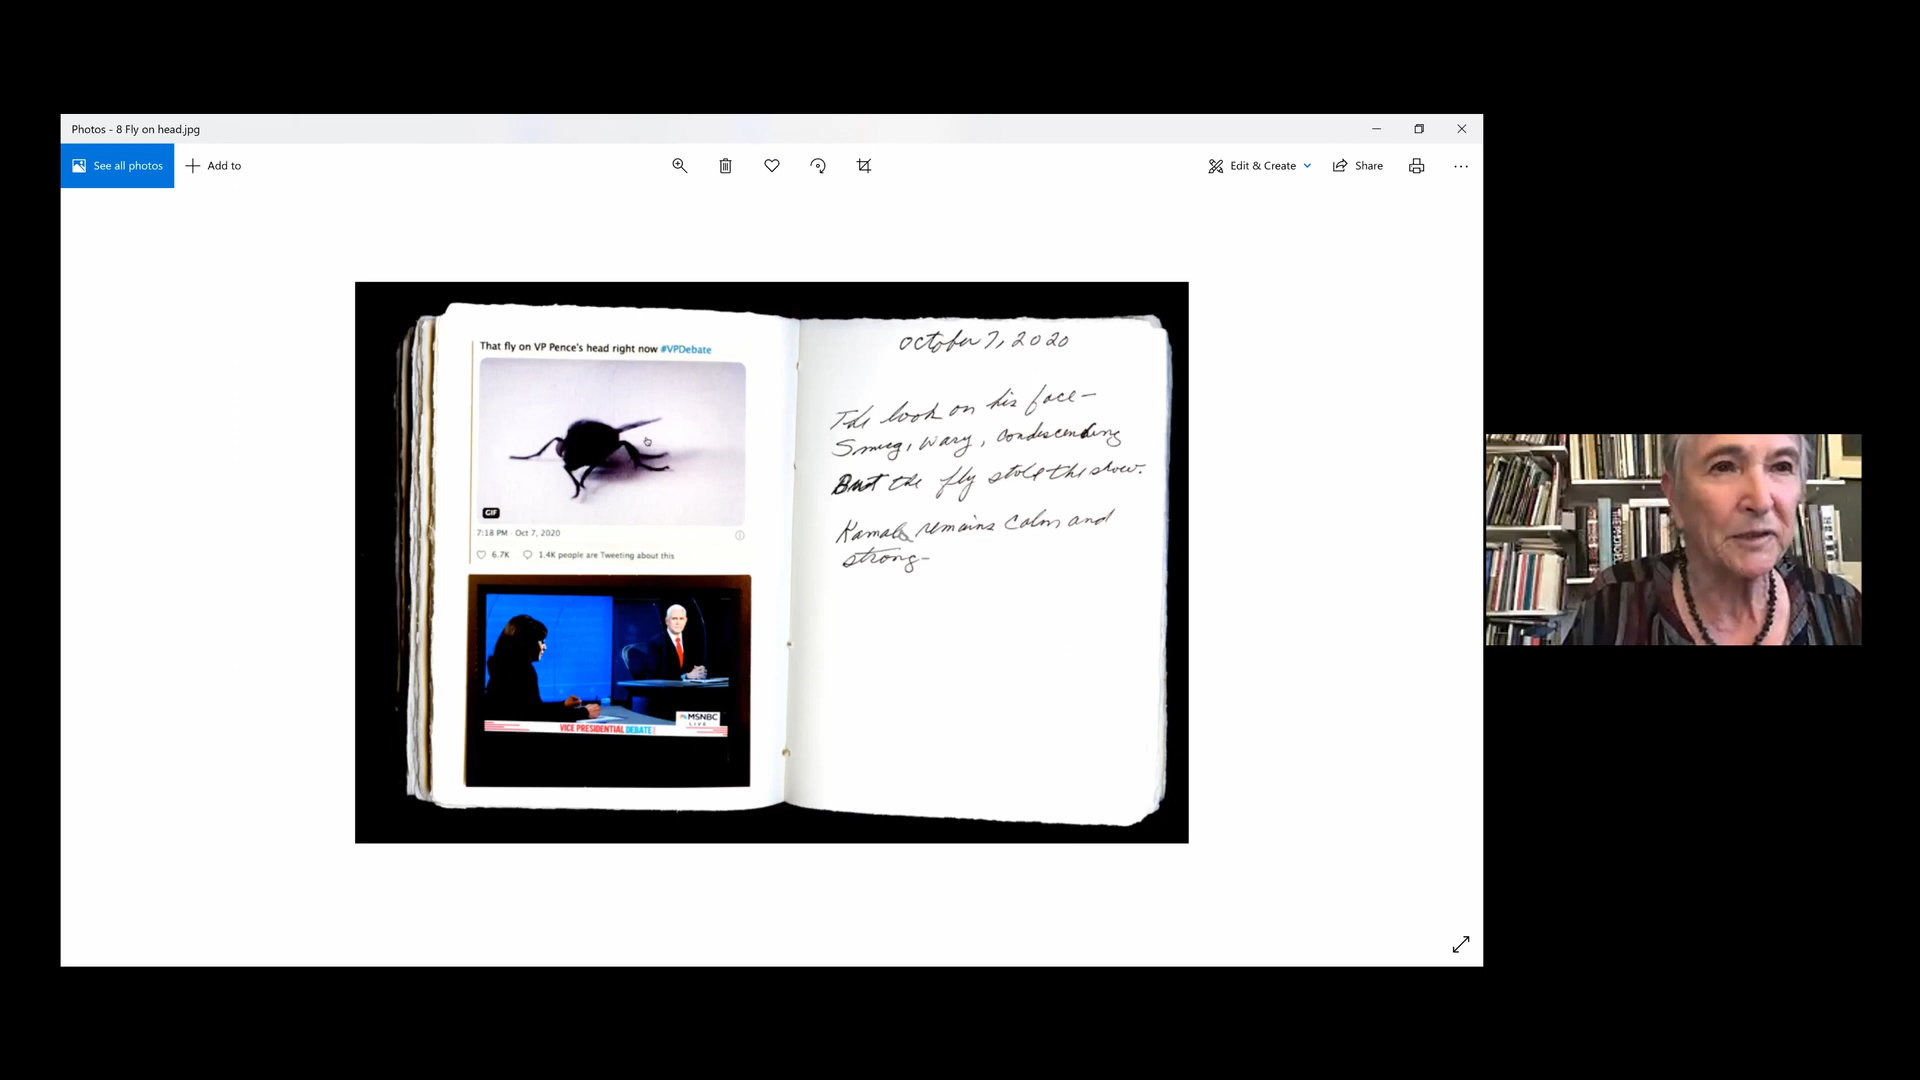 Photos - 8 Fly on head.jpg
See all photos
Add to
Edit & Create
Share
That fly on VP Pence's head right now #VPDebate
GIF
7:18 PM · Oct 7, 2020
6.7K 1.4K people are Tweeting about this
MSNBC
LIVE
VICE PRESIDENTIAL DEBATE
October 7, 2020
The look on his face—
Smug, wary, condescending
But the fly stole the show.
Kamala remains calm and
strong—